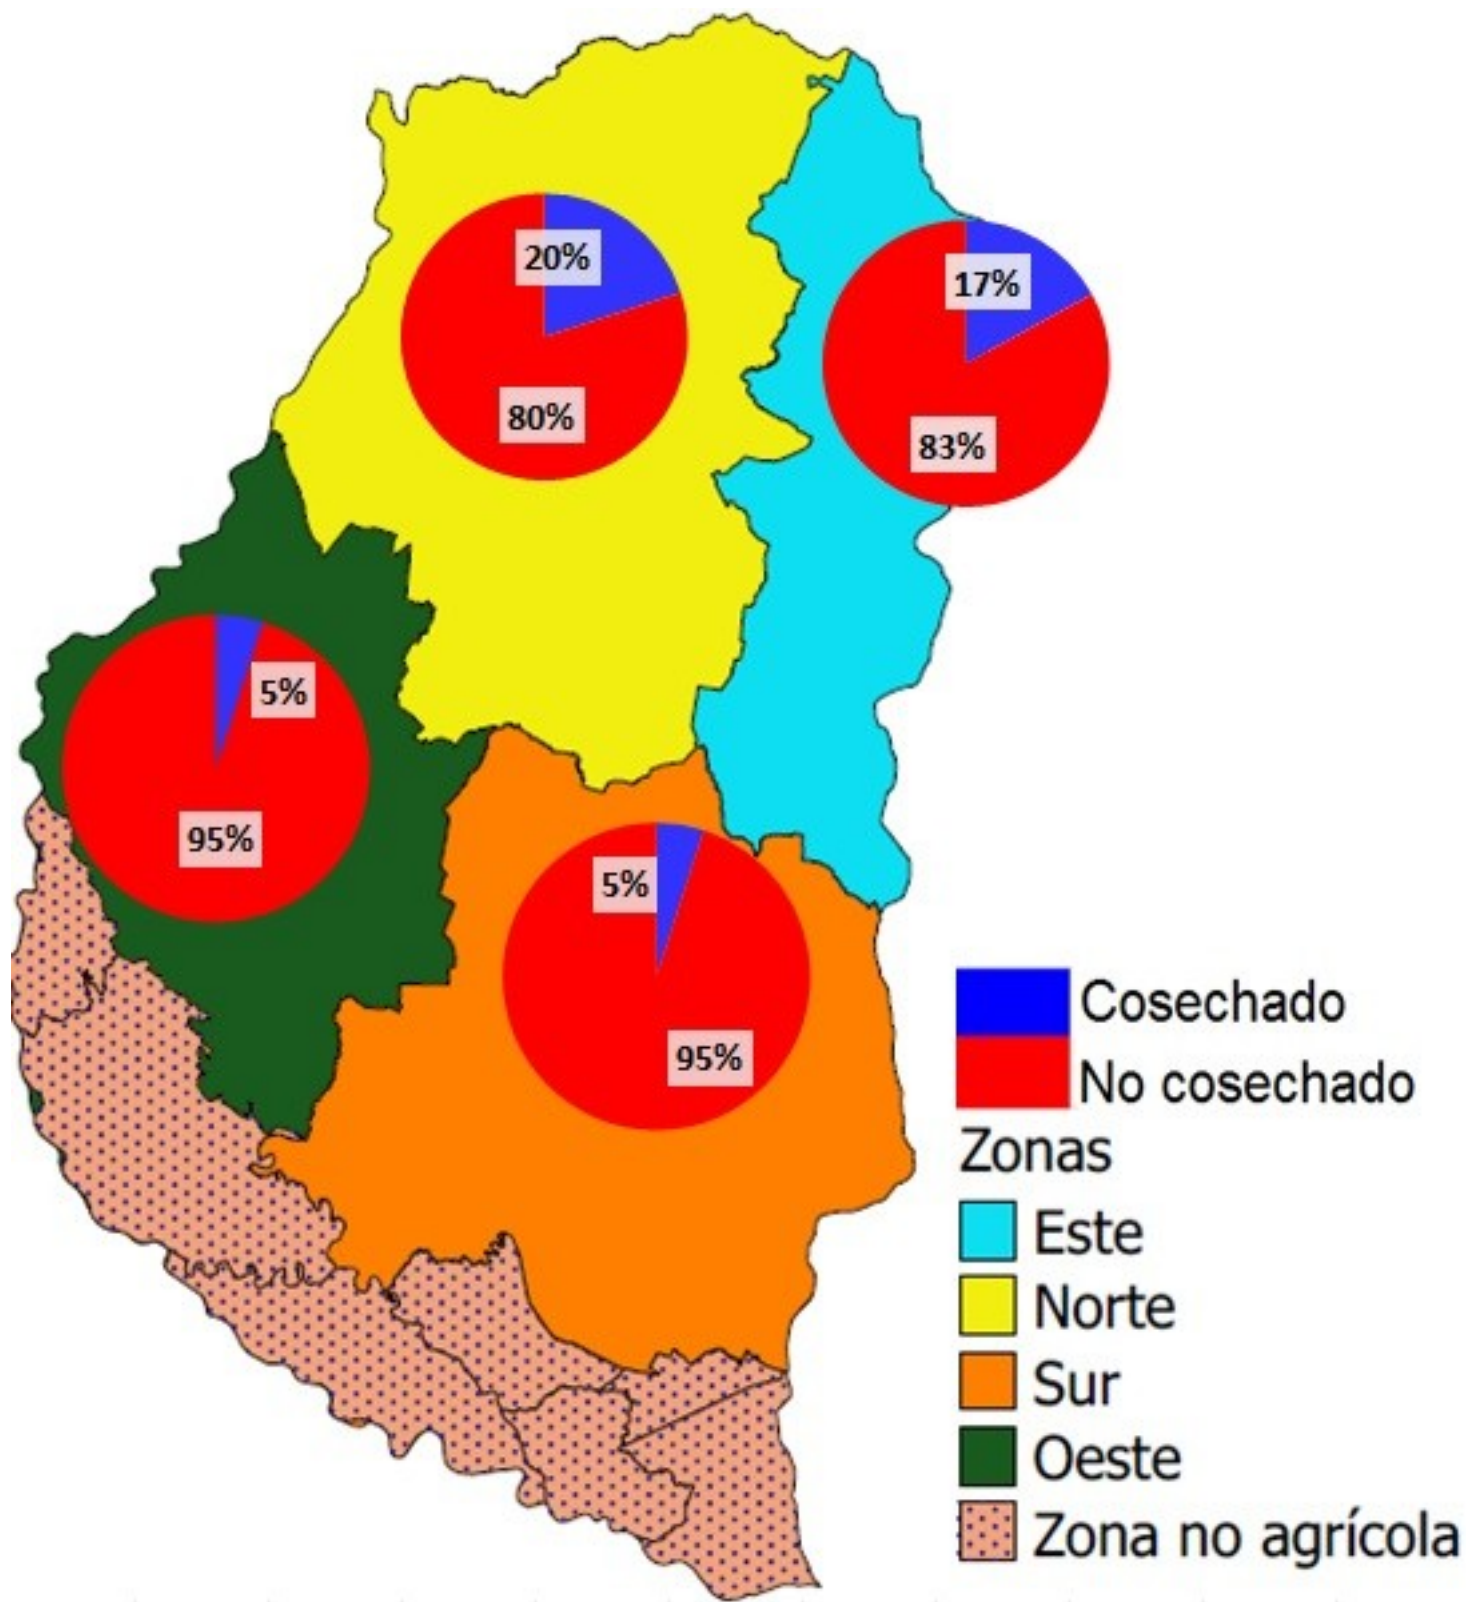 20%
17%
80%
83%
5%
95%
5%
95%
Cosechado
No cosechado
Zonas
Este
Norte
Sur
Oeste
Zona no agrícola